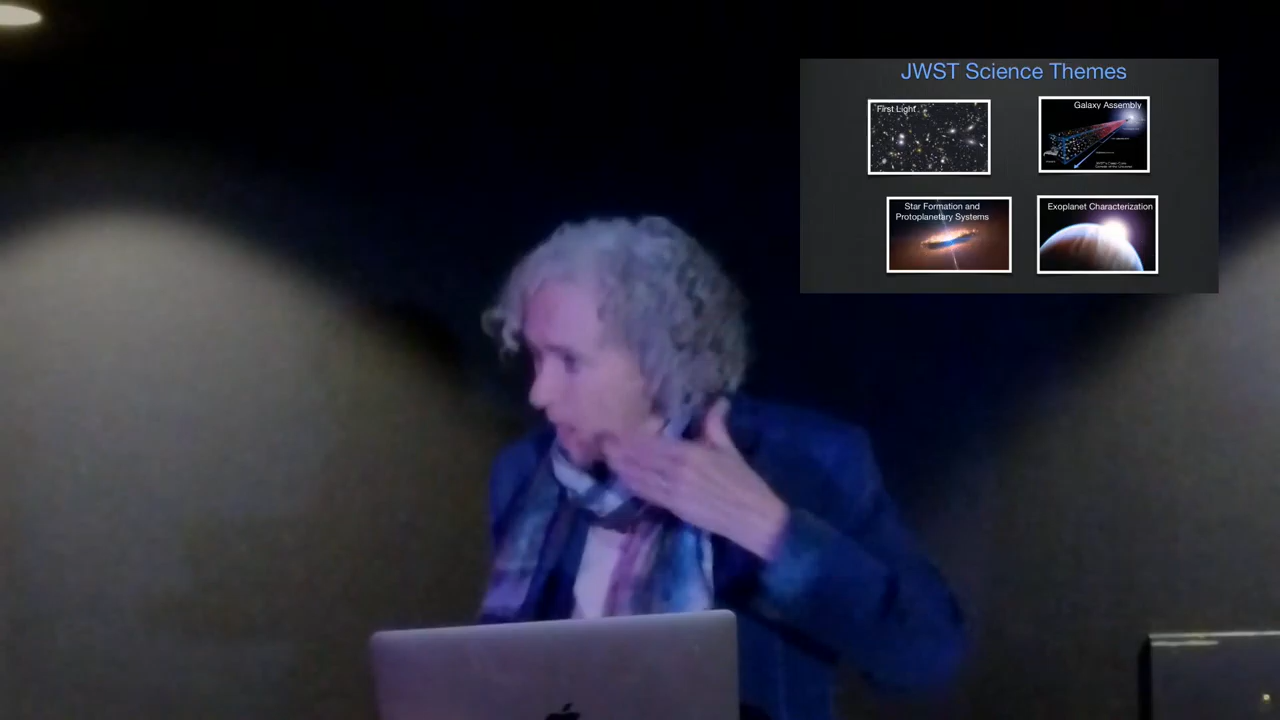 JWST Science Themes
First Light
Galaxy Assembly
Star Formation and
Protoplanetary Systems
Exoplanet Characterization